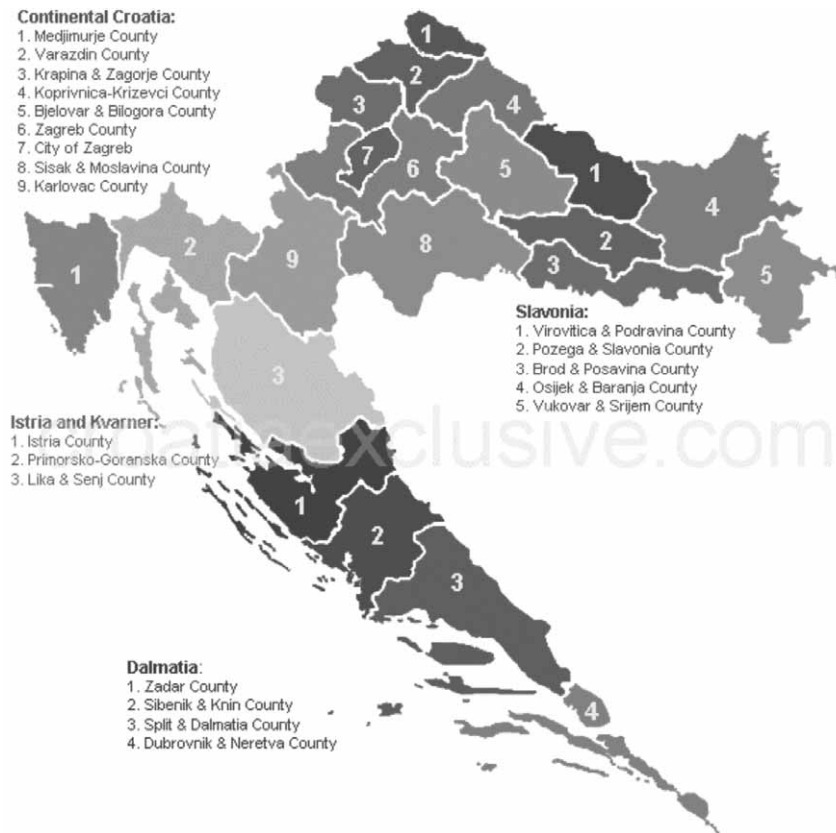 Continental Croatia:
1. Medjimurje County
2. Varazdin County
3. Krapina & Zagorje County
4. Koprivnica-Krizevci County
5. Bjelovar & Bilogora County
6. Zagreb County
7. City of Zagreb
8. Sisak & Moslavina County
9. Karlovac County
1
2
3
4
7
6
5
1
4
2
1
2
9
8
3
5
Slavonia:
1. Virovitica & Podravina County
2. Pozega & Slavonia County
3. Brod & Posavina County
4. Osijek & Baranja County
5. Vukovar & Srijem County
3
Istria and Kvarner:
1. Istria County
2. Primorsko-Goranska County
3. Lika & Senj County
exclusive.com
1
2
3
Dalmatia:
1. Zadar County
2. Sibenik & Knin County
3. Split & Dalmatia County
4. Dubrovnik & Neretva County
4